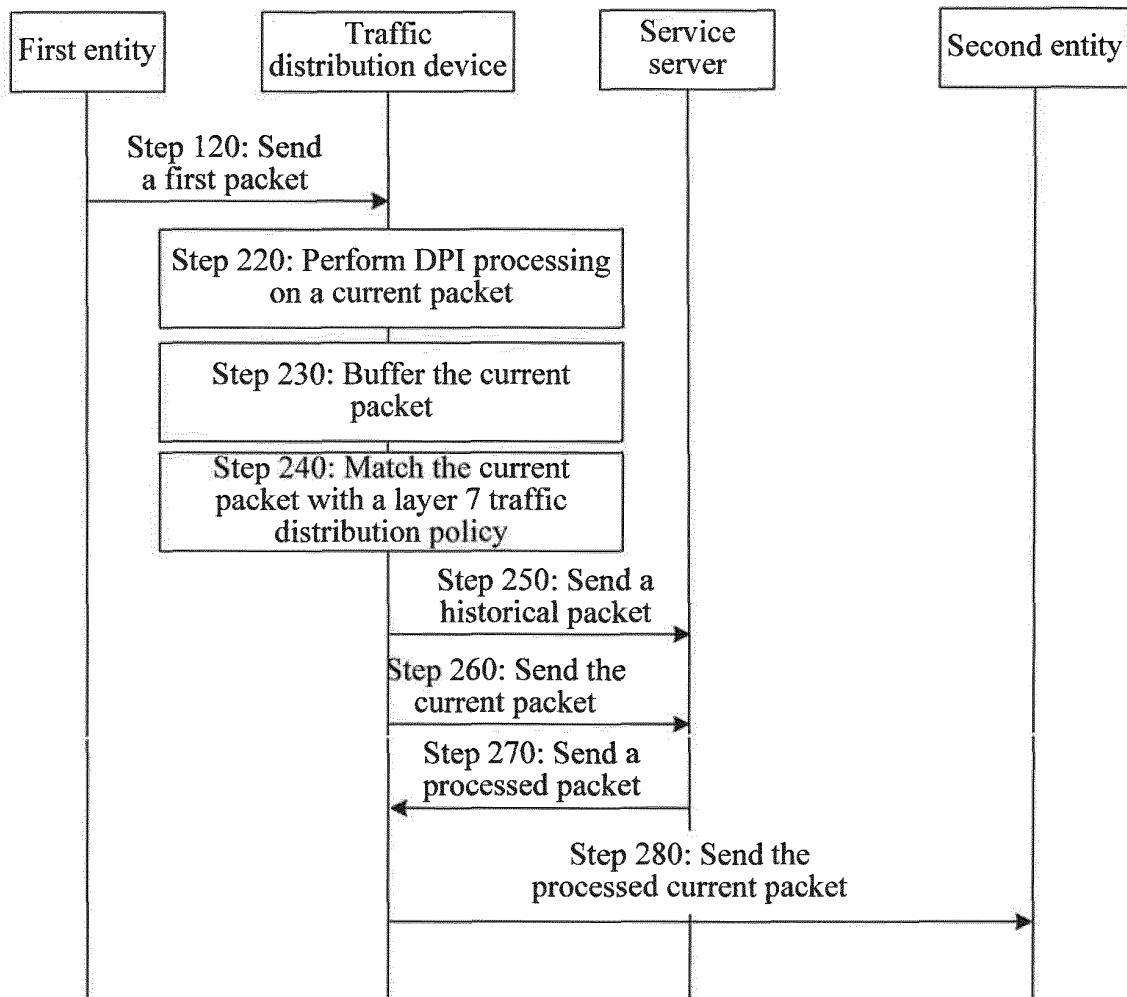 First entity
Traffic
distribution device
Service
server
Second entity
Step 120: Send
a first packet
Step 220: Perform DPI processing
on a current packet
Step 230: Buffer the current
packet
Step 240: Match the current
packet with a layer 7 traffic
distribution policy
Step 250: Send a
historical packet
Step 260: Send the
current packet
Step 270: Send a
processed packet
Step 280: Send the
processed current packet